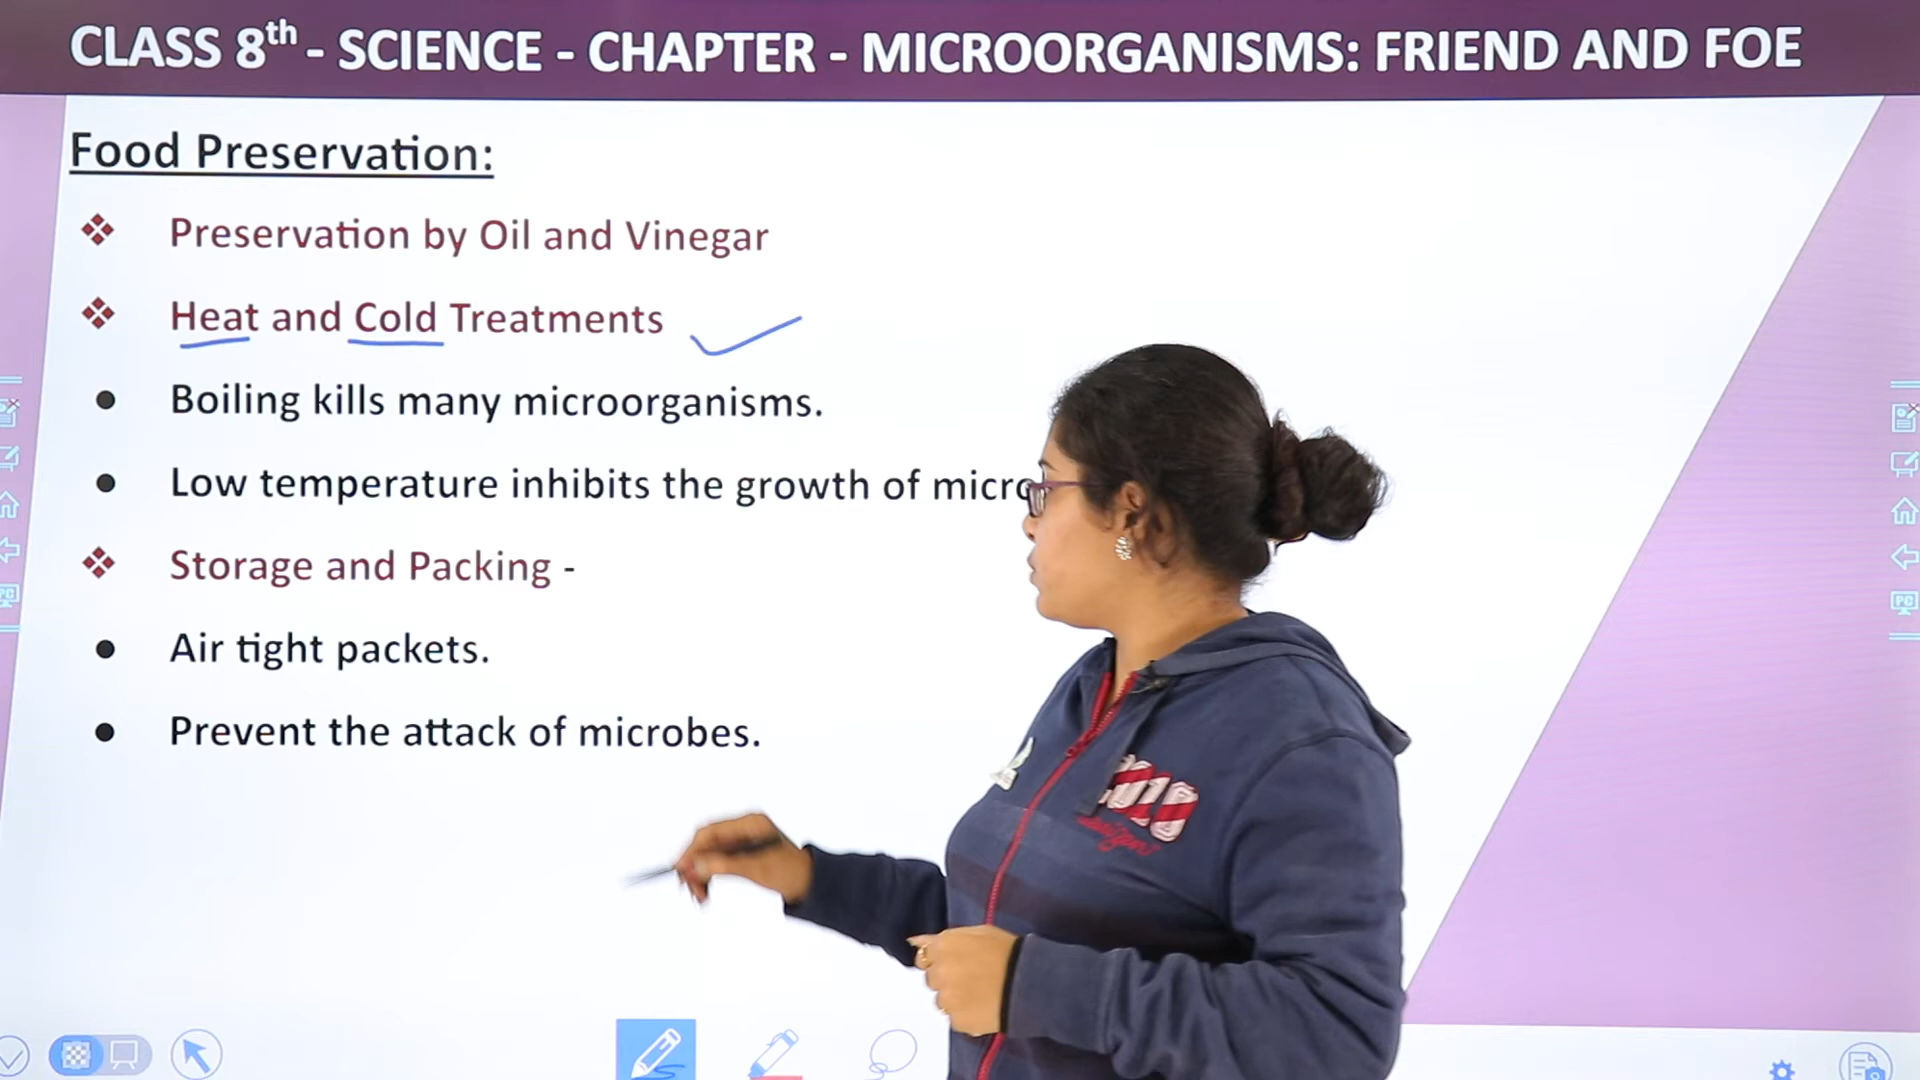 CLASS 8th - SCIENCE - CHAPTER - MICROORGANISMS: FRIEND AND FOE
Food Preservation:
❖ Preservation by Oil and Vinegar
❖ Heat and Cold Treatments
● Boiling kills many microorganisms.
● Low temperature inhibits the growth of micro
❖ Storage and Packing -
● Air tight packets.
● Prevent the attack of microbes.
PC
PC